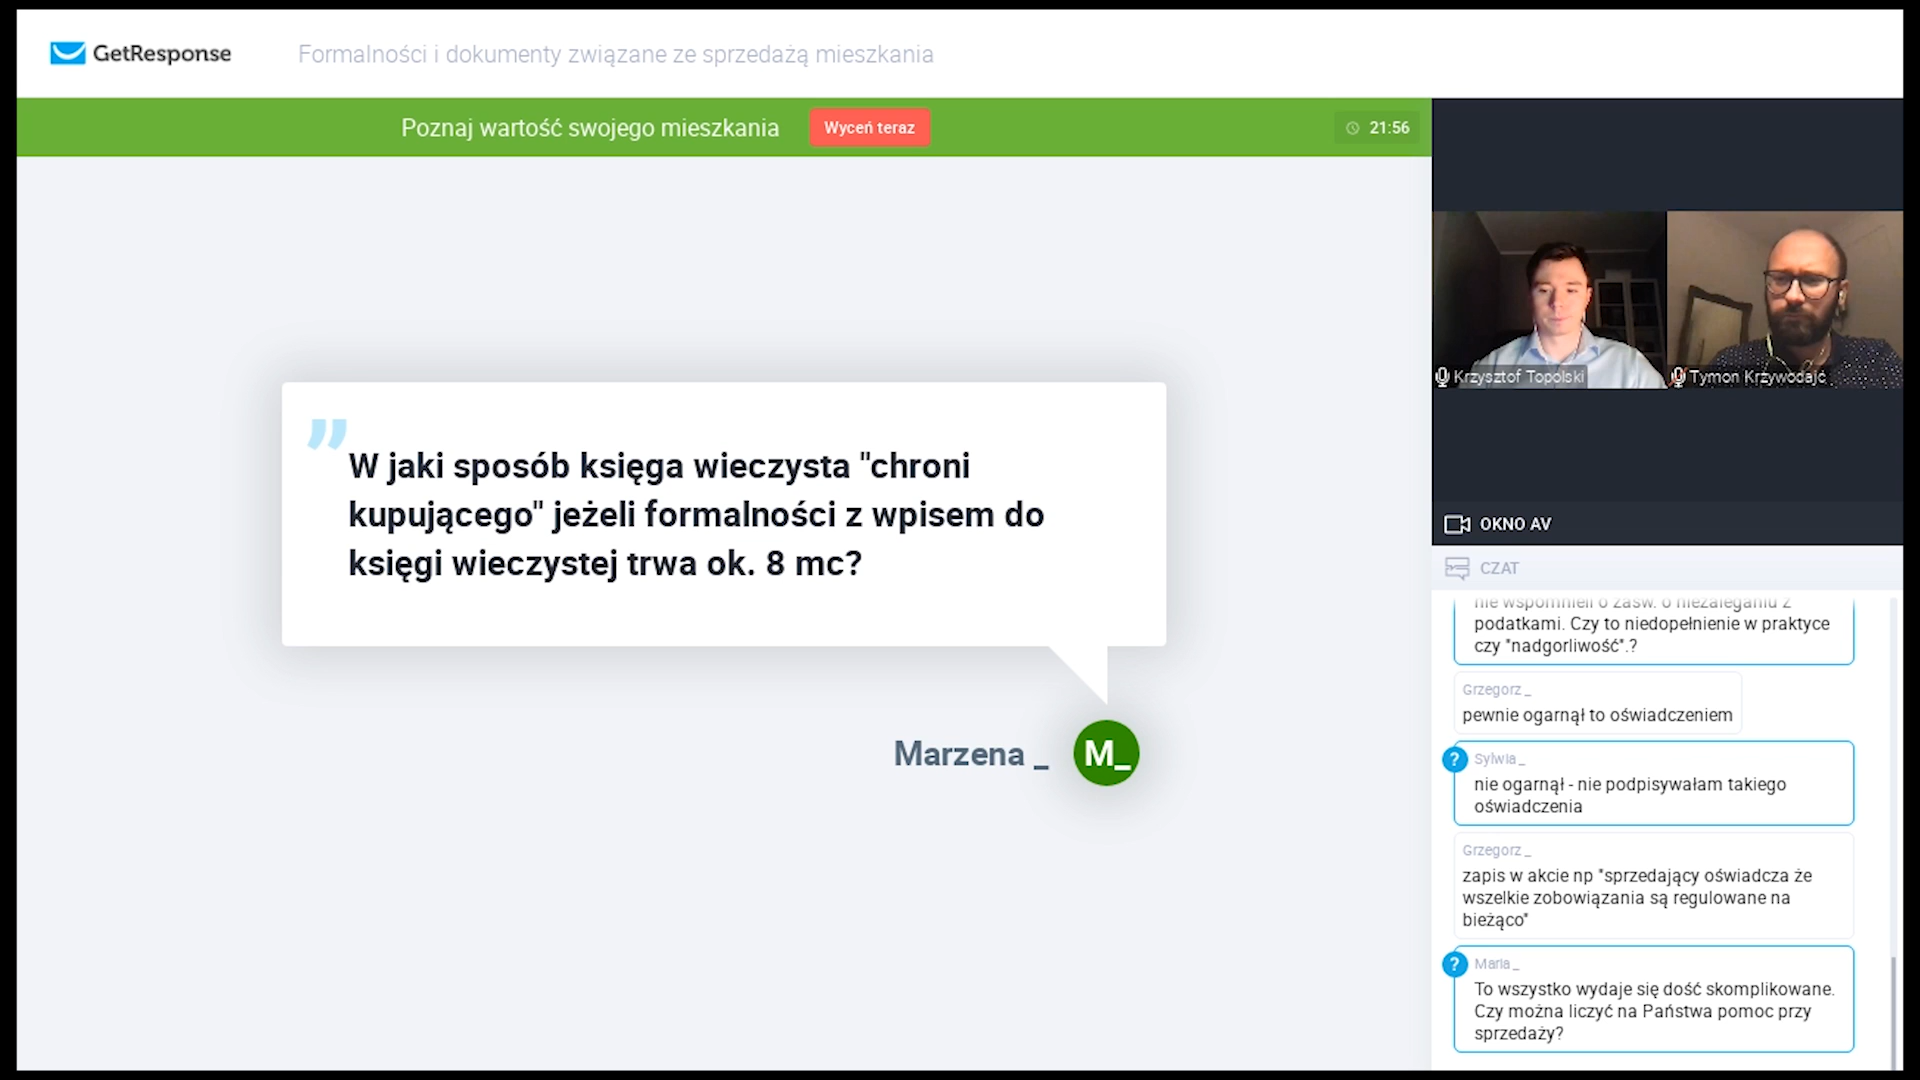 GetResponse
Formalności i dokumenty związane ze sprzedażą mieszkania
Poznaj wartość swojego mieszkania
Wyceń teraz
21:56
"
W jaki sposób księga wieczysta "chroni
kupującego" jeżeli formalności z wpisem do
księgi wieczystej trwa ok. 8 mc?
Marzena _
M_
Krzysztof Topolski
Tymon Krzywodajć
OKNO AV
CZAT
nie wspomnieli o zasw. o niezaleganiu z
podatkami. Czy to niedopełnienie w praktyce
czy "nadgorliwość".?
Grzegorz _
pewnie ogarnął to oświadczeniem
?
Sylwia _
nie ogarnął - nie podpisywałam takiego
oświadczenia
Grzegorz _
zapis w akcie np "sprzedający oświadcza że
wszelkie zobowiązania są regulowane na
bieżąco"
?
Maria _
To wszystko wydaje się dość skomplikowane.
Czy można liczyć na Państwa pomoc przy
sprzedaży?